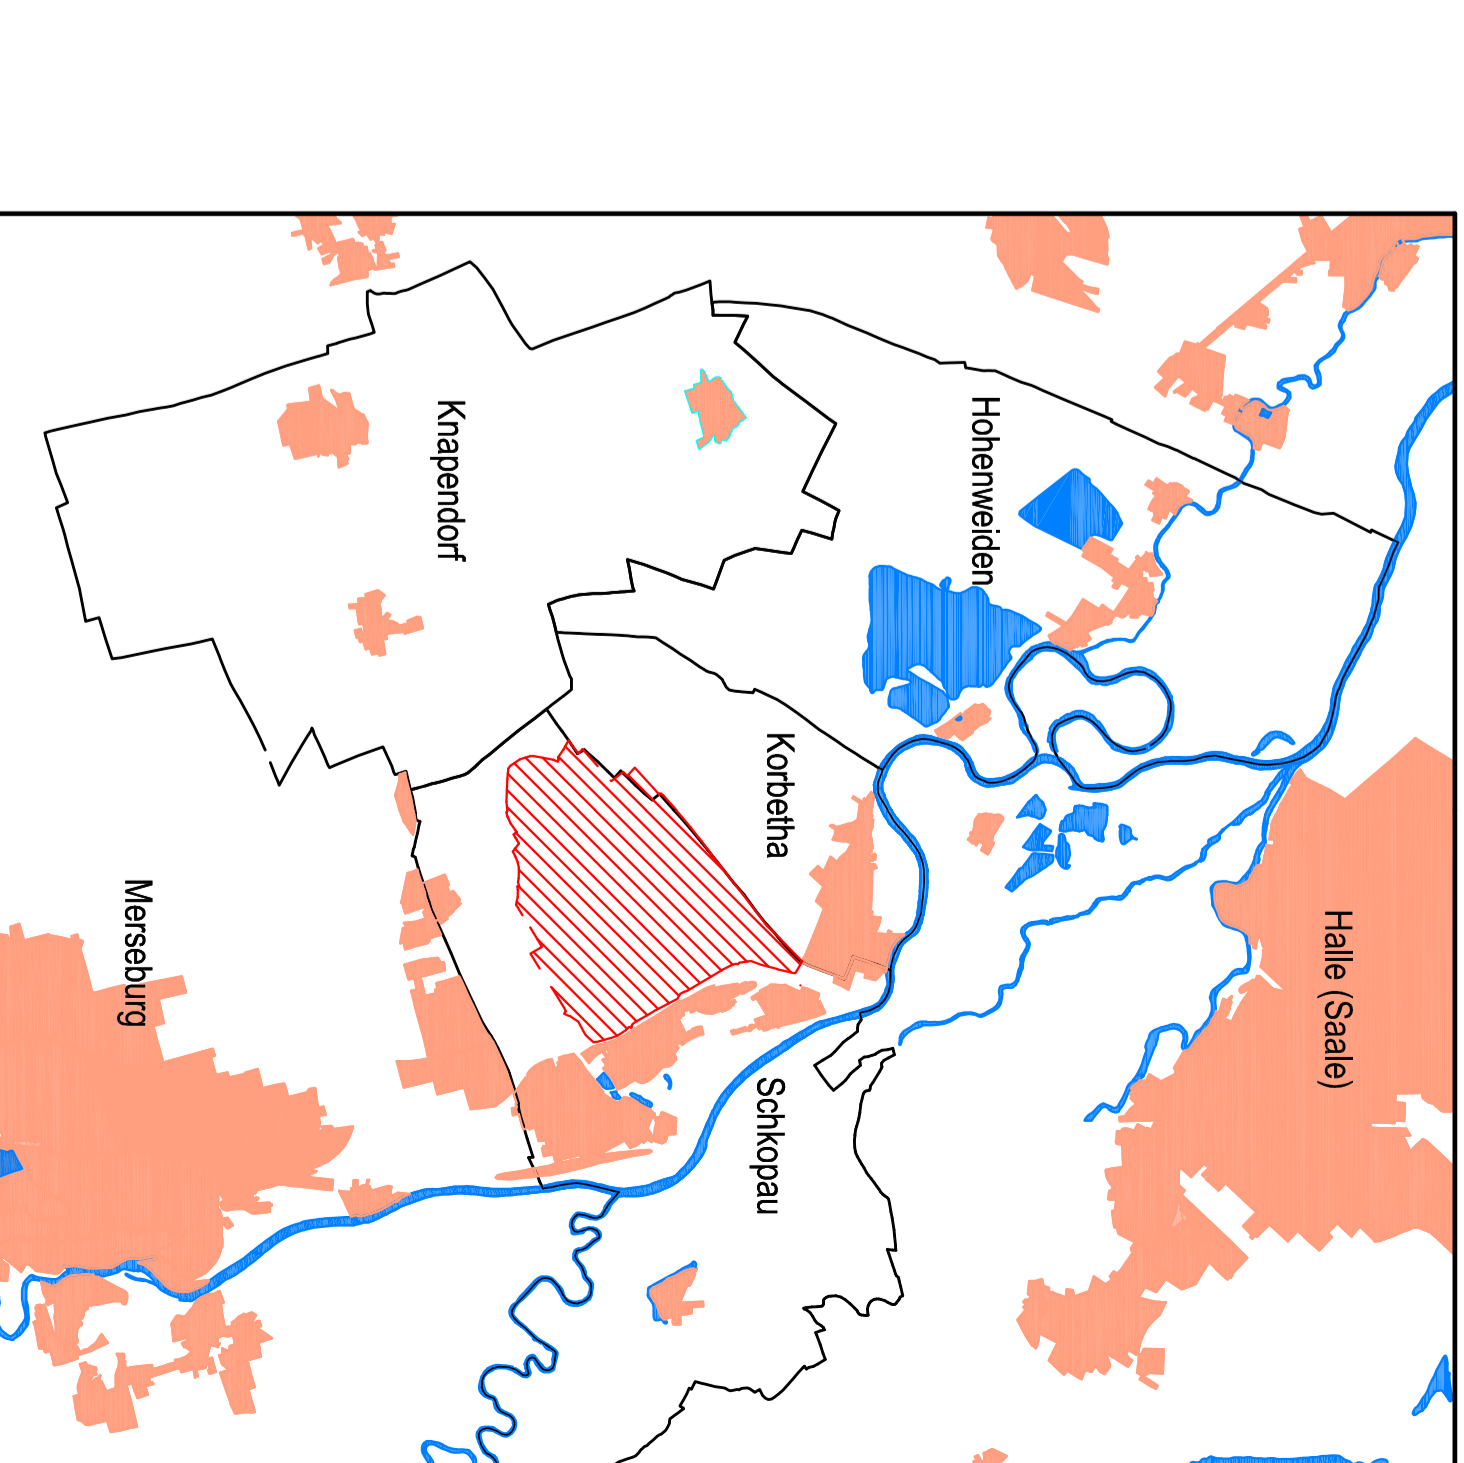 Halle (Saale)
Hohenweiden
Korbetha
Schkopau
Knapendorf
Merseburg